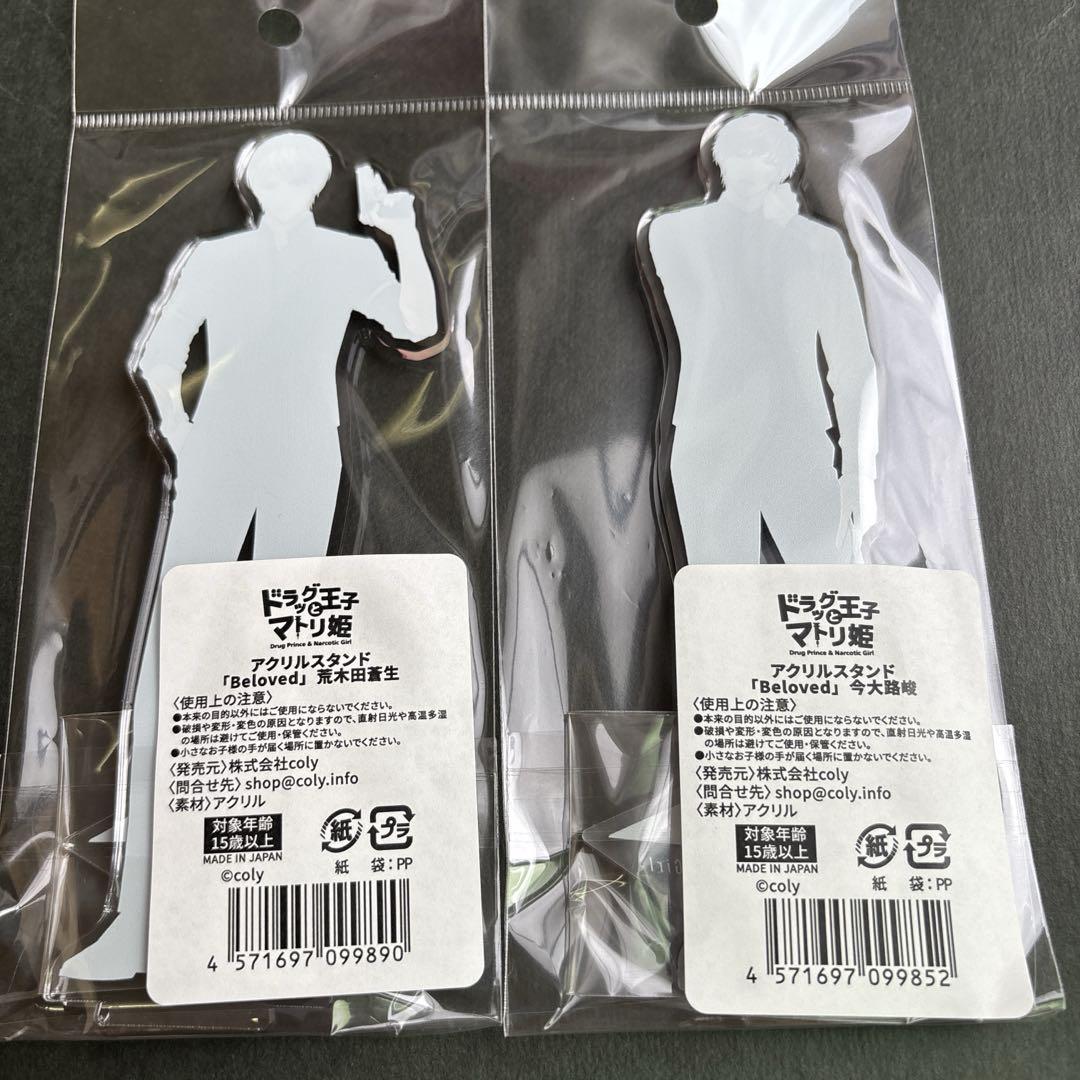 ドラッグ王子
と
マトリ姫
Drug Prince & Narcotic Girl
アクリルスタンド
「Beloved」 荒木田蒼生
〈使用上の注意〉
●本来の目的以外にはご使用にならないでください。
●破損や変形・変色の原因となりますので、直射日光や高温多湿
の場所は避けてご使用・保管ください。
●小さなお子様の手が届く場所に置かないでください。
〈発売元〉株式会社coly
〈問合せ先〉shop@coly.info
〈素材〉アクリル
対象年齢
15歳以上
MADE IN JAPAN
紙
プラ
紙 袋:PP
©coly
4 571697 099890
ドラッグ王子
と
マトリ姫
Drug Prince & Narcotic Girl
アクリルスタンド
「Beloved」 今大路峻
〈使用上の注意〉
●本来の目的以外にはご使用にならないでください。
●破損や変形・変色の原因となりますので、直射日光や高温多湿
の場所は避けてご使用・保管ください。
●小さなお子様の手が届く場所に置かないでください。
〈発売元〉株式会社coly
〈問合せ先〉shop@coly.info
〈素材〉アクリル
対象年齢
15歳以上
MADE IN JAPAN
紙
プラ
紙 袋:PP
©coly
4 571697 099852